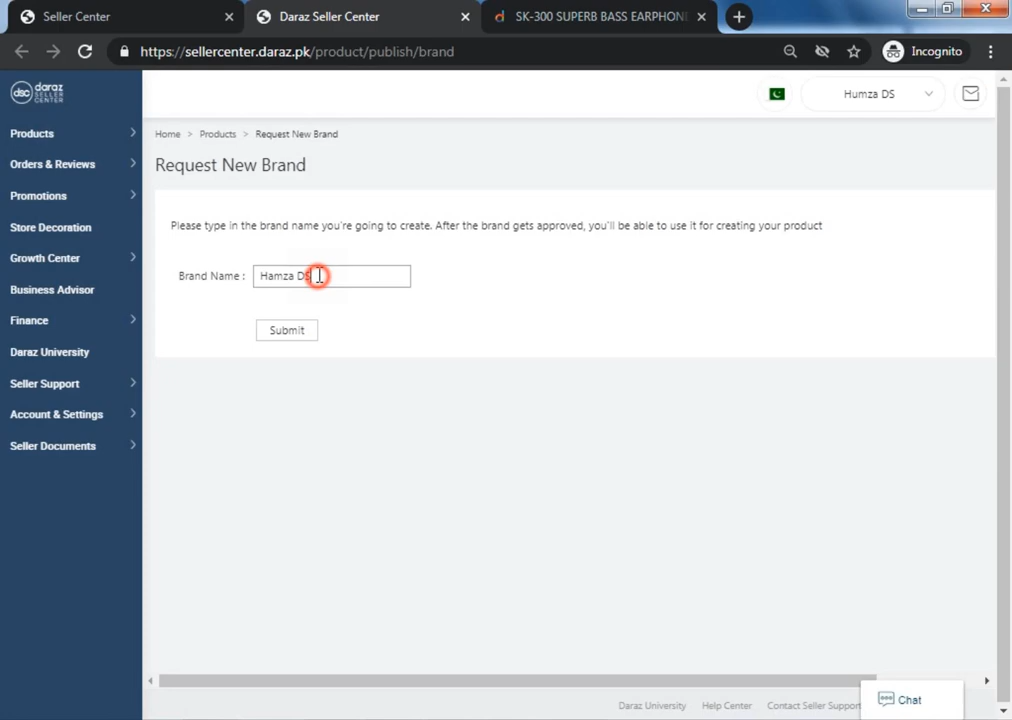 Seller Center
Daraz Seller Center
SK-300 SUPERB BASS EARPHON
https://sellercenter.daraz.pk/product/publish/brand
Incognito
dsc daraz SELLER CENTER
Humza DS
Products
Orders & Reviews
Promotions
Store Decoration
Growth Center
Business Advisor
Finance
Daraz University
Seller Support
Account & Settings
Seller Documents
Home > Products > Request New Brand
Request New Brand
Please type in the brand name you're going to create. After the brand gets approved, you'll be able to use it for creating your product
Brand Name : Hamza DS
Submit
Chat
Daraz University Help Center Contact Seller Support